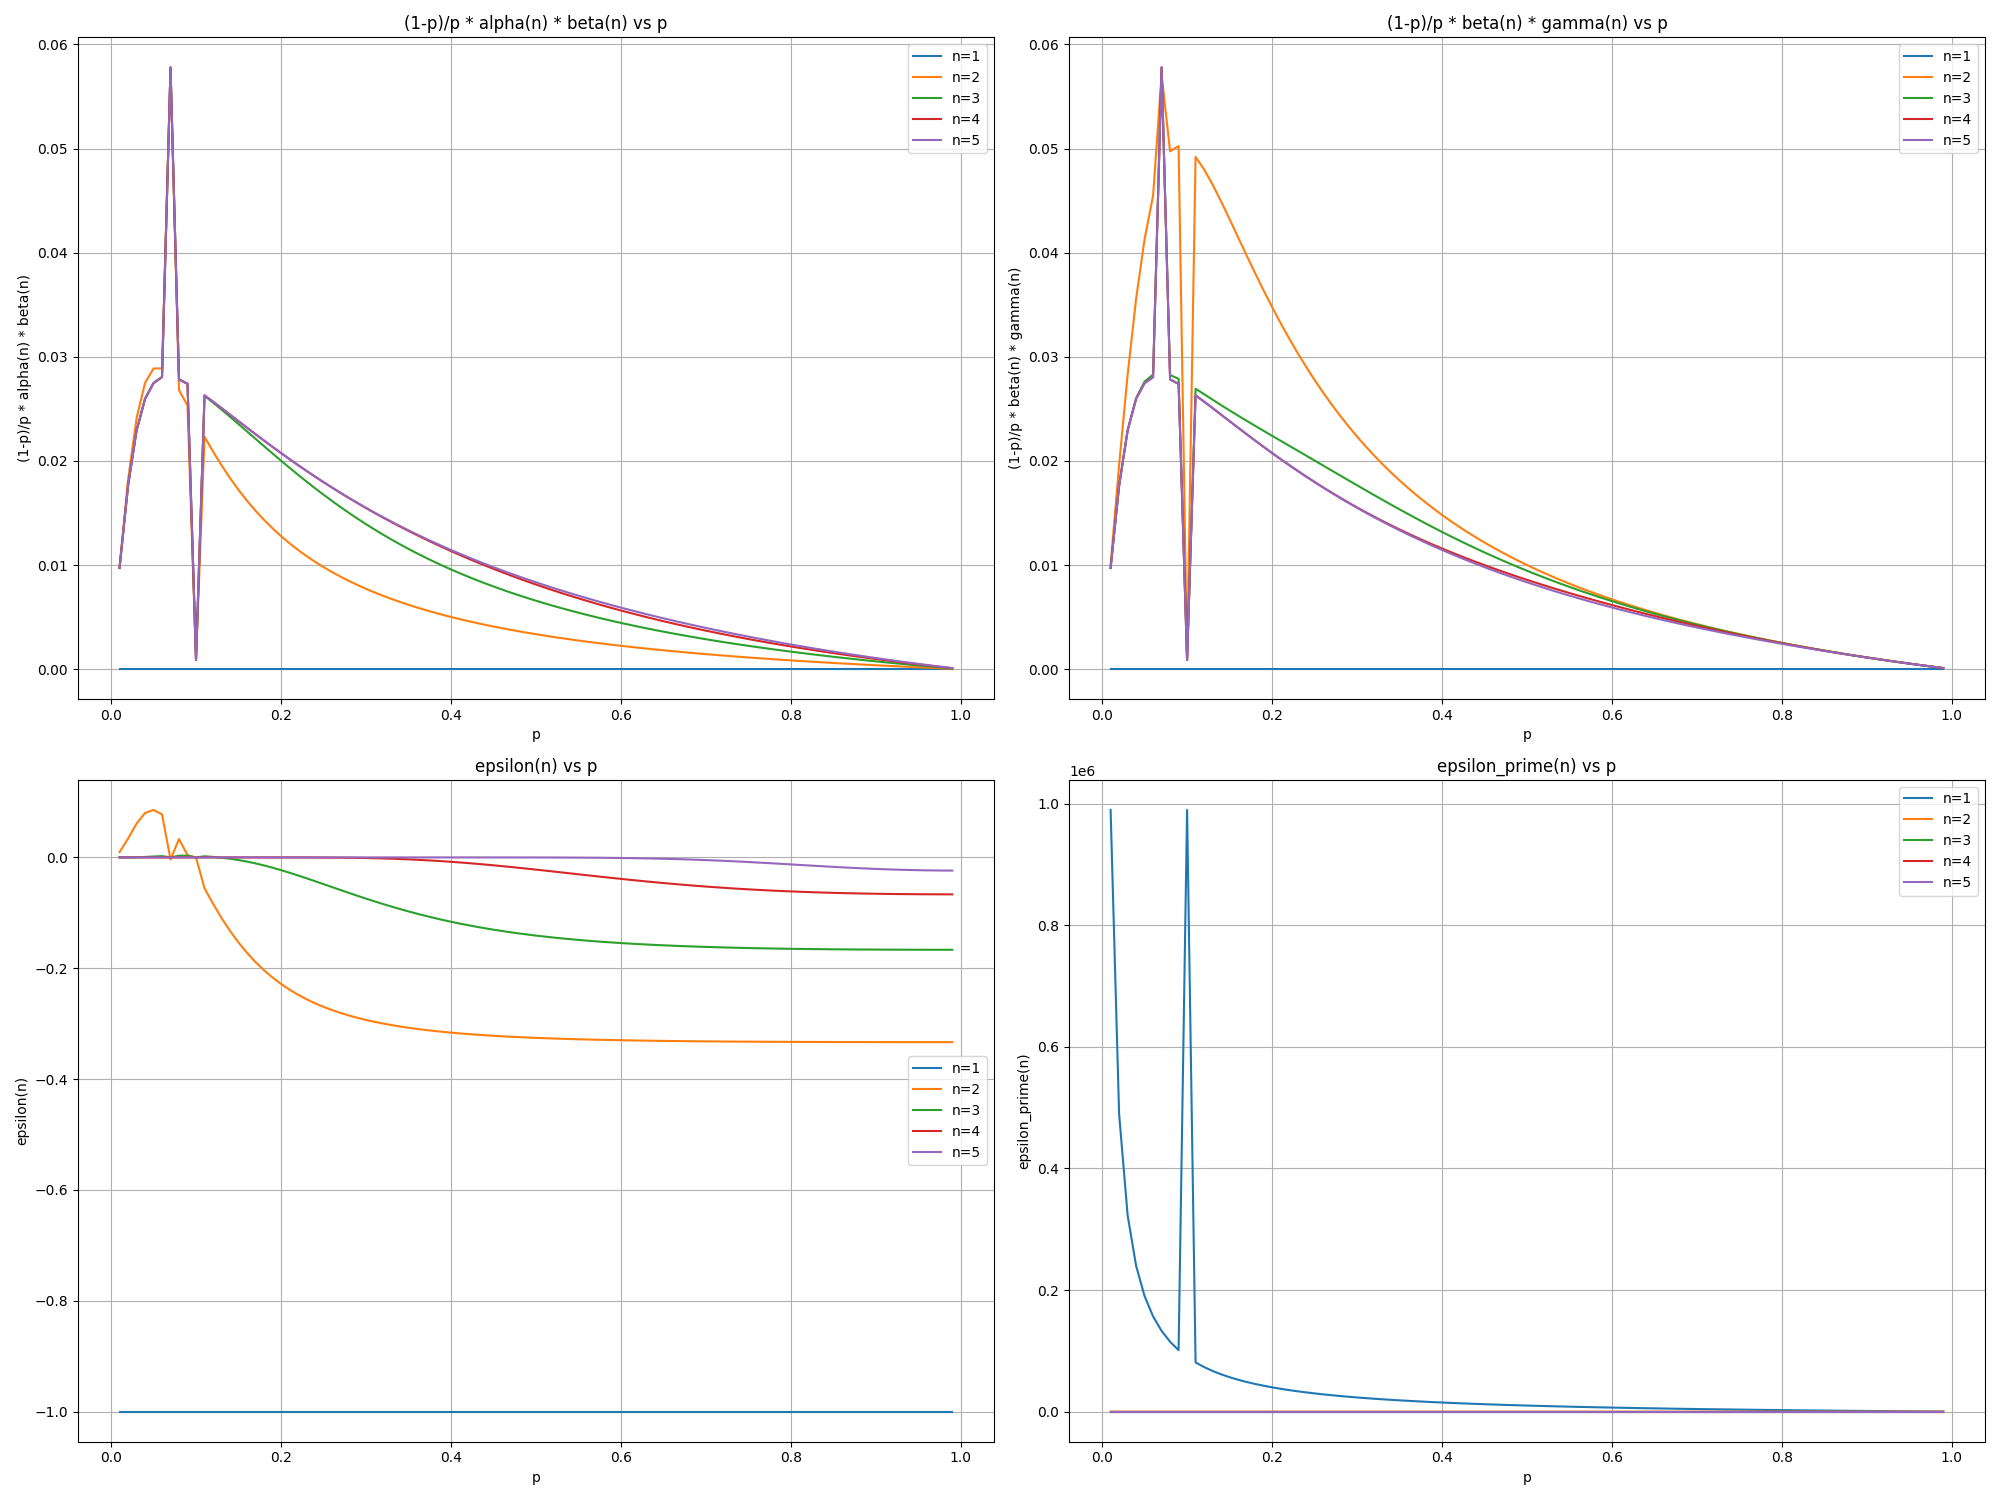 (1-p)/p * alpha(n) * beta(n) vs p
(1-p)/p * alpha(n) * beta(n)
0.06
0.05
0.04
0.03
0.02
0.01
0.00
n=1
n=2
n=3
n=4
n=5
0.0 0.2 0.4 0.6 0.8 1.0
p
(1-p)/p * beta(n) * gamma(n) vs p
(1-p)/p * beta(n) * gamma(n)
0.06
0.05
0.04
0.03
0.02
0.01
0.00
n=1
n=2
n=3
n=4
n=5
0.0 0.2 0.4 0.6 0.8 1.0
p
epsilon(n) vs p
epsilon(n)
0.0
−0.2
−0.4
−0.6
−0.8
−1.0
n=1
n=2
n=3
n=4
n=5
0.0 0.2 0.4 0.6 0.8 1.0
p
epsilon_prime(n) vs p
1e6
epsilon_prime(n)
1.0
0.8
0.6
0.4
0.2
0.0
n=1
n=2
n=3
n=4
n=5
0.0 0.2 0.4 0.6 0.8 1.0
p